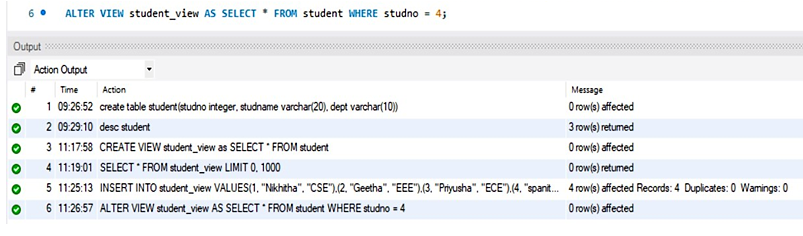 6 ALTER VIEW student_view AS SELECT * FROM student WHERE studno = 4;
Output
Action Output
# Time Action Message
1 09:26:52 create table student(studno integer, studname varchar(20), dept varchar(10)) 0 row(s) affected
2 09:29:10 desc student 3 row(s) returned
3 11:17:58 CREATE VIEW student_view as SELECT * FROM student 0 row(s) affected
4 11:19:01 SELECT * FROM student_view LIMIT 0, 1000 0 row(s) returned
5 11:25:13 INSERT INTO student_view VALUES(1, "Nikhitha", "CSE"),(2, "Geetha", "EEE"),(3, "Priyusha", "ECE"),(4, "spanit... 4 row(s) affected Records: 4 Duplicates: 0 Warnings: 0
6 11:26:57 ALTER VIEW student_view AS SELECT * FROM student WHERE studno = 4 0 row(s) affected